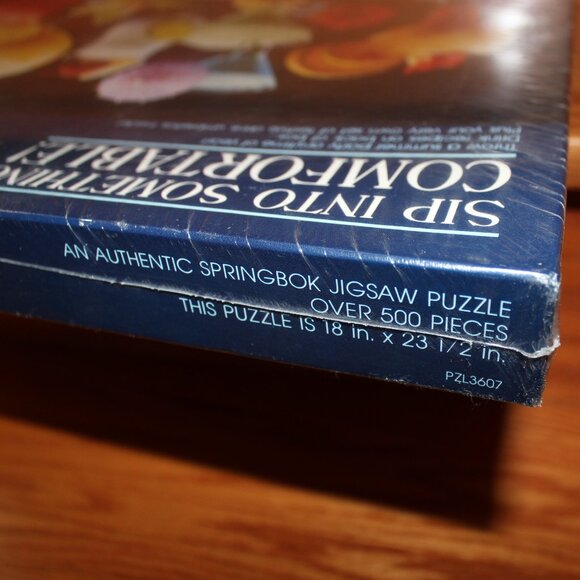 SIP INTO SOMETHING
COMFORTABLE!
AN AUTHENTIC SPRINGBOK JIGSAW PUZZLE
OVER 500 PIECES
THIS PUZZLE IS 18 in. x 23 1/2 in.
PZL3607